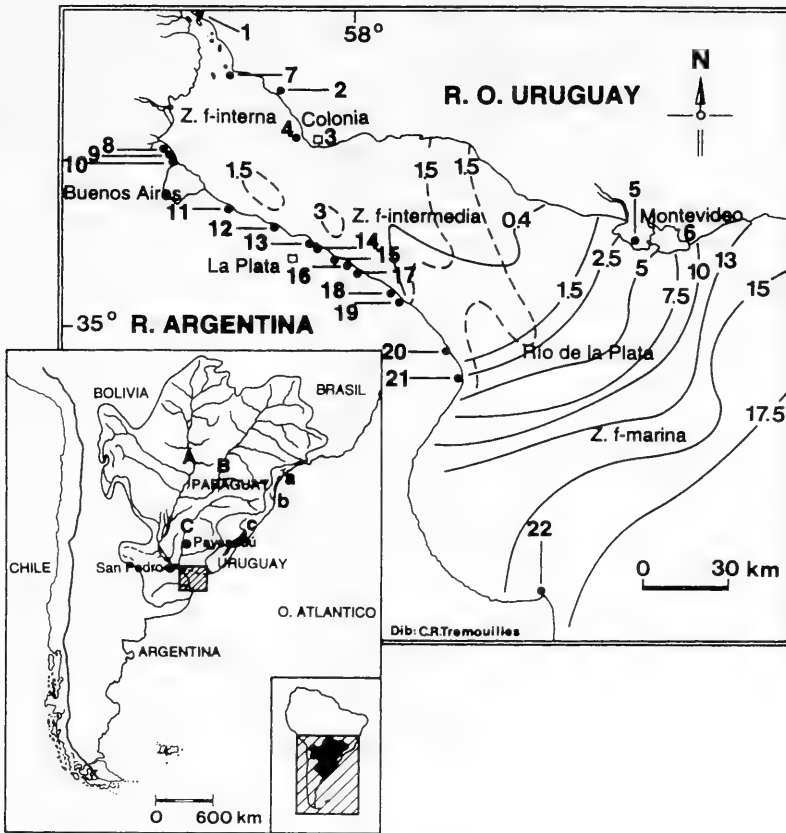 1
58°
7
2
R. O. URUGUAY
N
Z. f-interna
Colonia
4
3
8
9
10
1.5
1.5
1.5
5
Buenos Aires
3
Z. f-intermedia
04
Montevideo
6
11
12
13
14
2.5
5
10
13
La Plata
15
16
17
7.5
15
18
1.5
19
35°
R. ARGENTINA
20
Rio de la Plata
21
17.5
Z. f-marina
22
0 30 km
Dib: C.R.Tremouilles
BOLIVIA
BRASIL
A
B
a
PARAGUAY
b
C
c
Paysandú
CHILE
San Pedro
URUGUAY
O. ATLANTICO
ARGENTINA
0 600 km